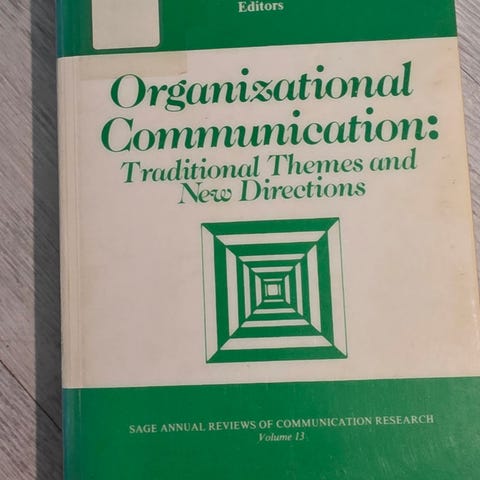 Editors
Organizational
Communication:
Traditional Themes and
New Directions
SAGE ANNUAL REVIEWS OF COMMUNICATION RESEARCH
Volume 13